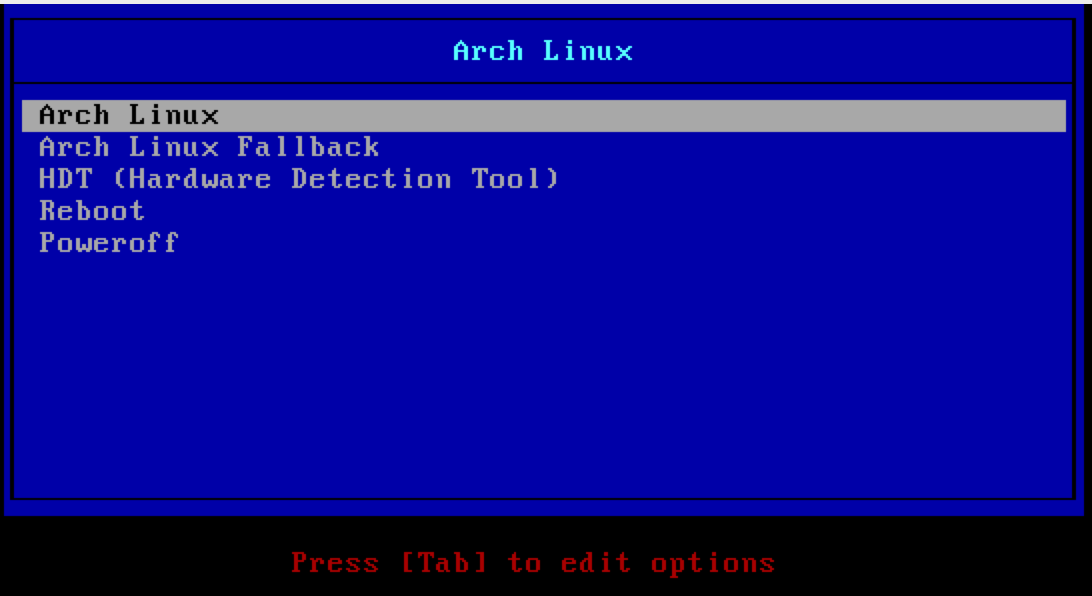 Arch Linux
Arch Linux
Arch Linux Fallback
HDT (Hardware Detection Tool)
Reboot
Poweroff
Press [Tab] to edit options